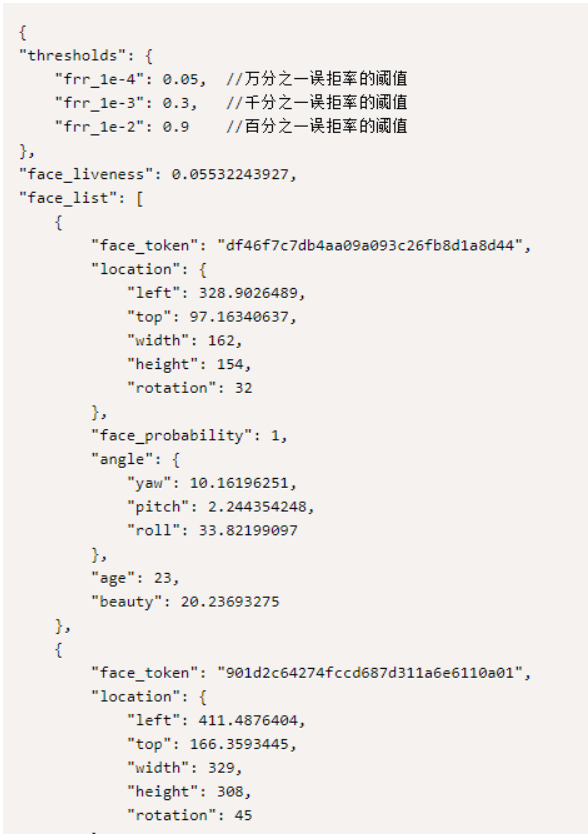 {
"thresholds": {
    "frr_1e-4": 0.05,  //万分之一误拒率的阈值
    "frr_1e-3": 0.3,   //千分之一误拒率的阈值
    "frr_1e-2": 0.9    //百分之一误拒率的阈值
},
"face_liveness": 0.05532243927,
"face_list": [
    {
        "face_token": "df46f7c7db4aa09a093c26fb8d1a8d44",
        "location": {
            "left": 328.9026489,
            "top": 97.16340637,
            "width": 162,
            "height": 154,
            "rotation": 32
        },
        "face_probability": 1,
        "angle": {
            "yaw": 10.16196251,
            "pitch": 2.244354248,
            "roll": 33.82199097
        },
        "age": 23,
        "beauty": 20.23693275
    },
    {
        "face_token": "901d2c64274fccd687d311a6e6110a01",
        "location": {
            "left": 411.4876404,
            "top": 166.3593445,
            "width": 329,
            "height": 308,
            "rotation": 45